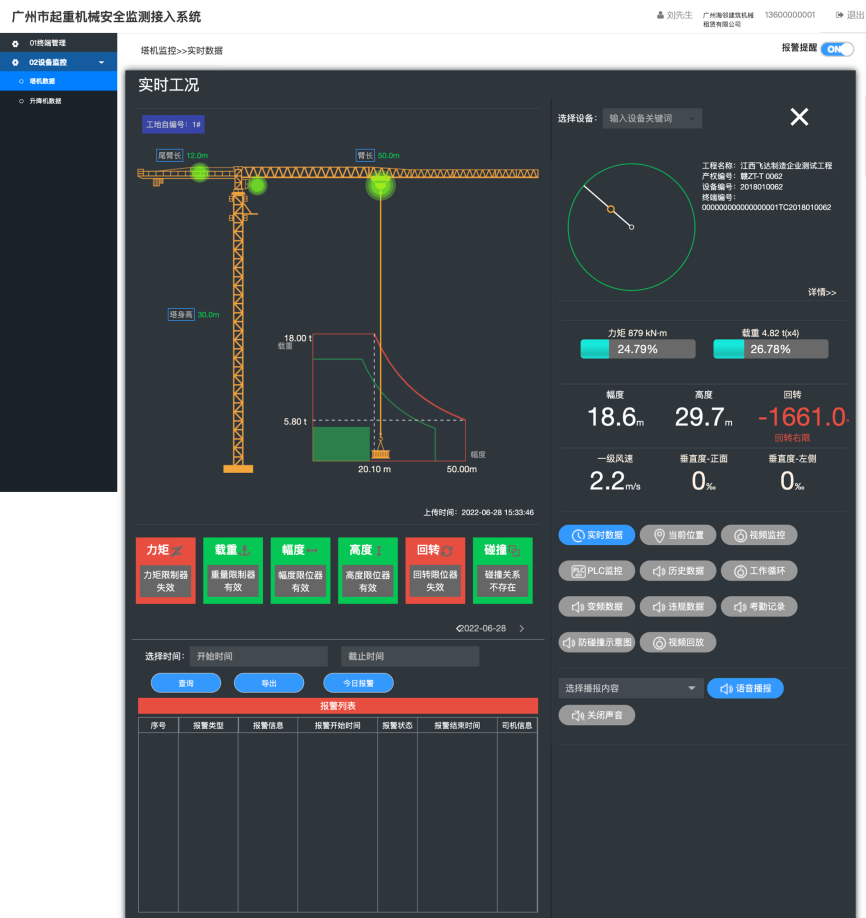 广州市起重机械安全监测接入系统
刘先生
广州海邻建筑机械
租赁有限公司
13600000001
退出
01终端管理
02设备监控
塔机数据
升降机数据
塔机监控>>实时数据
报警提醒
ON
实时工况
工地自编号：1#
尾臂长 12.0m
臂长 50.0m
塔身高 30.0m
18.00 t
载重
5.80 t
幅度
20.10 m
50.00m
上传时间：2022-06-28 15:33:46
选择设备：
输入设备关键词
工程名称：江西飞达制造企业测试工程
产权编号：赣ZT-T 0062
设备编号：2018010062
终端编号：
000000000000000001TC2018010062
详情>>
力矩 879 kN·m
24.79%
载重 4.82 t(x4)
26.78%
幅度
18.6m
高度
29.7m
回转
-1661.0°
回转右限
一级风速
2.2m/s
垂直度-正面
0‰
垂直度-左侧
0‰
力矩
力矩限制器
失效
载重
重量限制器
有效
幅度
幅度限位器
有效
高度
高度限位器
有效
回转
回转限位器
失效
碰撞
碰撞关系
不存在
实时数据
当前位置
视频监控
PLC监控
历史数据
工作循环
变频数据
违规数据
考勤记录
防碰撞示意图
视频回放
2022-06-28
选择时间：
开始时间
截止时间
查询
导出
今日报警
报警列表
序号
报警类型
报警信息
报警开始时间
报警状态
报警结束时间
司机信息
选择播报内容
语音播报
关闭声音